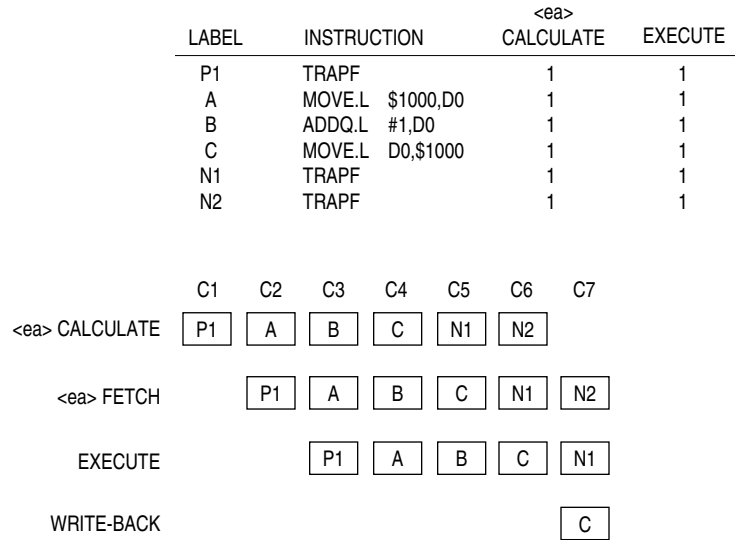 <ea>
LABEL INSTRUCTION CALCULATE EXECUTE
P1 TRAPF 1 1
A MOVE.L $1000,D0 1 1
B ADDQ.L #1,D0 1 1
C MOVE.L D0,$1000 1 1
N1 TRAPF 1 1
N2 TRAPF 1 1
C1 C2 C3 C4 C5 C6 C7
<ea> CALCULATE P1 A B C N1 N2
<ea> FETCH P1 A B C N1 N2
EXECUTE P1 A B C N1
WRITE-BACK C